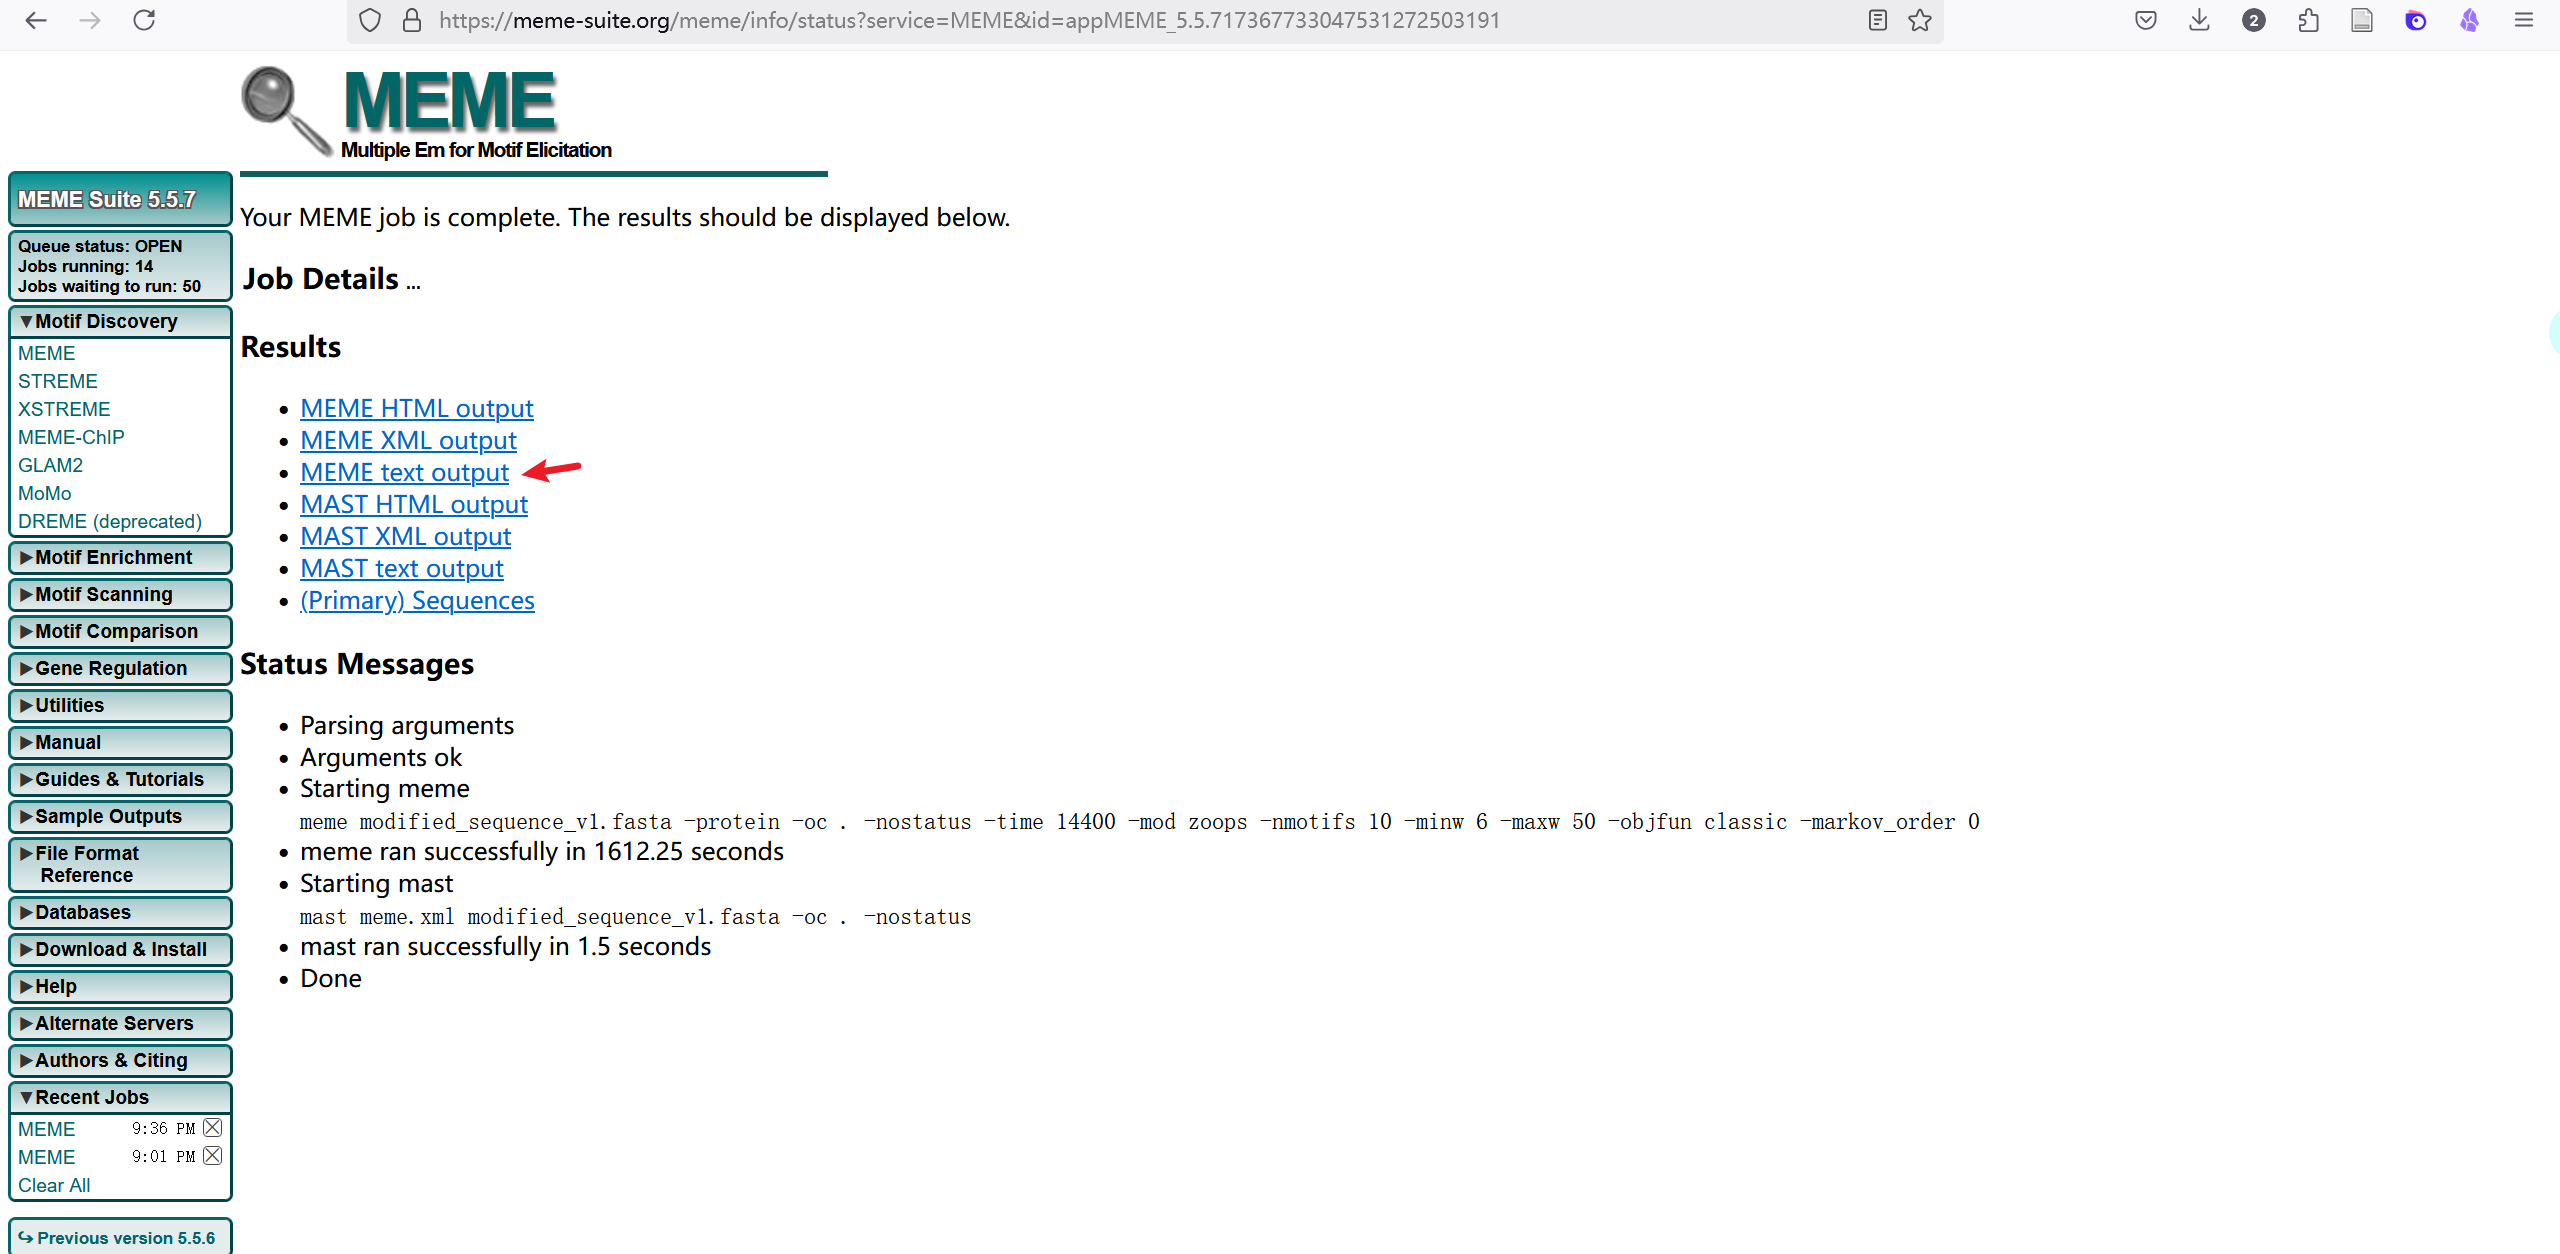 https://meme-suite.org/meme/info/status?service=MEME&id=appMEME_5.5.7173677330475312725031​91
2
MEME
Multiple Em for Motif Elicitation
MEME Suite 5.5.7
Queue status: OPEN
Jobs running: 14
Jobs waiting to run: 50
▼Motif Discovery
MEME
STREME
XSTREME
MEME-ChIP
GLAM2
MoMo
DREME (deprecated)
▶Motif Enrichment
▶Motif Scanning
▶Motif Comparison
▶Gene Regulation
▶Utilities
▶Manual
▶Guides & Tutorials
▶Sample Outputs
▶File Format
Reference
▶Databases
▶Download & Install
▶Help
▶Alternate Servers
▶Authors & Citing
▼Recent Jobs
MEME 9:36 PM
MEME 9:01 PM
Clear All
↪ Previous version 5.5.6
Your MEME job is complete. The results should be displayed below.
Job Details ...
Results
• MEME HTML output
• MEME XML output
• MEME text output
• MAST HTML output
• MAST XML output
• MAST text output
• (Primary) Sequences
Status Messages
• Parsing arguments
• Arguments ok
• Starting meme
meme modified_sequence_v1.fasta -protein -oc . -nostatus -time 14400 -mod zoops -nmotifs 10 -minw 6 -maxw 50 -objfun classic -markov_order 0
• meme ran successfully in 1612.25 seconds
• Starting mast
mast meme.xml modified_sequence_v1.fasta -oc . -nostatus
• mast ran successfully in 1.5 seconds
• Done